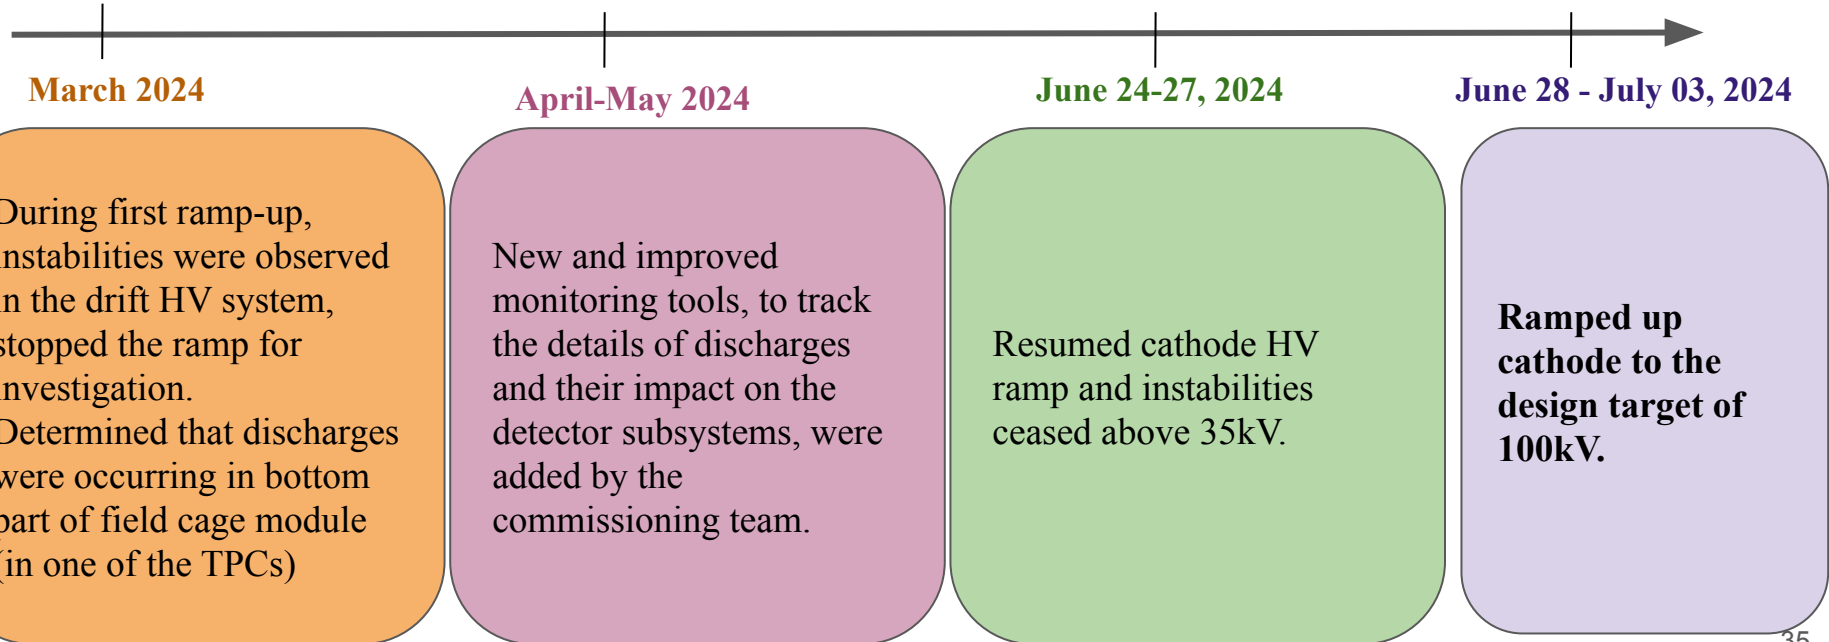 March 2024
During first ramp-up,
instabilities were observed
in the drift HV system,
stopped the ramp for
investigation.
Determined that discharges
were occurring in bottom
part of field cage module
(in one of the TPCs)
April-May 2024
New and improved
monitoring tools, to track
the details of discharges
and their impact on the
detector subsystems, were
added by the
commissioning team.
June 24-27, 2024
Resumed cathode HV
ramp and instabilities
ceased above 35kV.
June 28 - July 03, 2024
Ramped up
cathode to the
design target of
100kV.
35